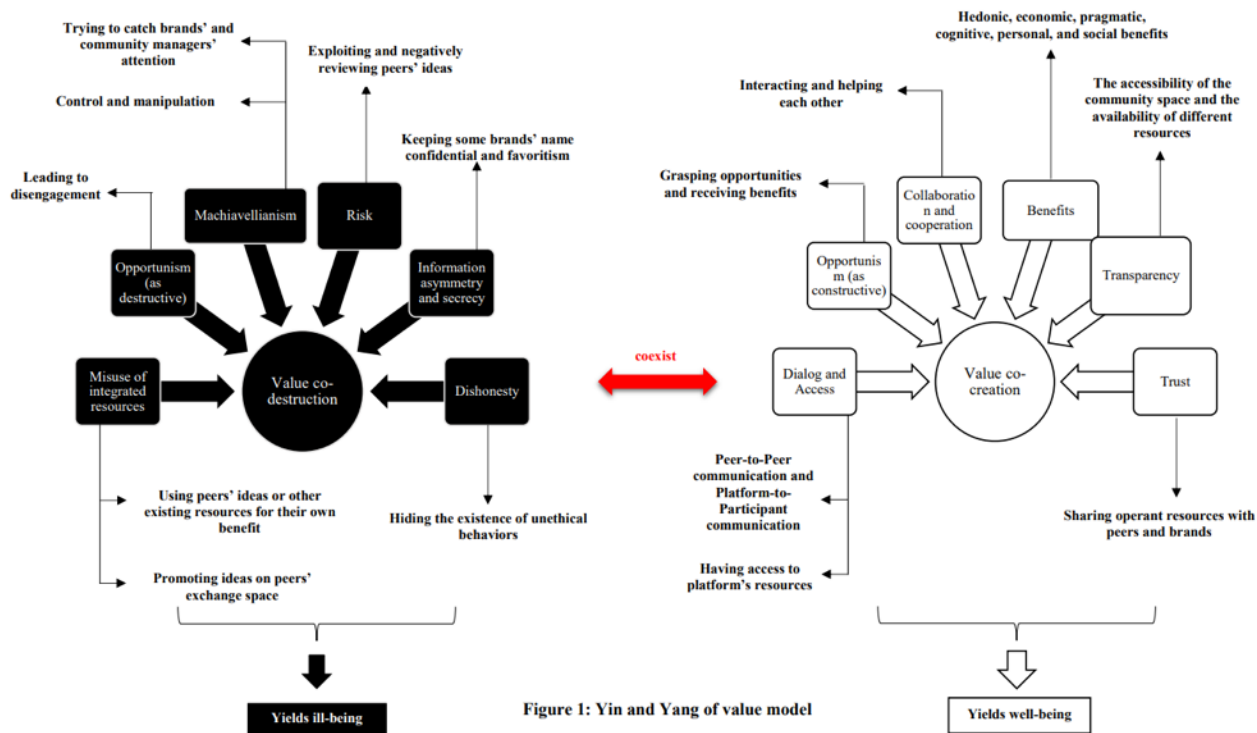 Trying to catch brands' and
community managers'
attention
Control and manipulation
Exploiting and negatively
reviewing peers' ideas
Keeping some brands' name
confidential and favoritism
Leading to
disengagement
Machiavellianism
Risk
Opportunism
(as
destructive)
Information
asymmetry
and secrecy
Misuse of
integrated
resources
Value co-
destruction
Dishonesty
Using peers' ideas or other
existing resources for their own
benefit
Promoting ideas on peers'
exchange space
Hiding the existence of unethical
behaviors
Yields ill-being
coexist
Hedonic, economic, pragmatic,
cognitive, personal, and social
benefits
Interacting and helping
each other
The accessibility of the
community space and the
availability of different
resources
Grasping opportunities
and receiving benefits
Collaboratio
n and
cooperation
Benefits
Opportunis
m (as
constructive)
Transparency
Dialog and
Access
Value co-
creation
Trust
Peer-to-Peer
communication and
Platform-to-
Participant
communication
Having access to
platform's resources
Sharing operant resources with
peers and brands
Yields well-being
Figure 1: Yin and Yang of value model